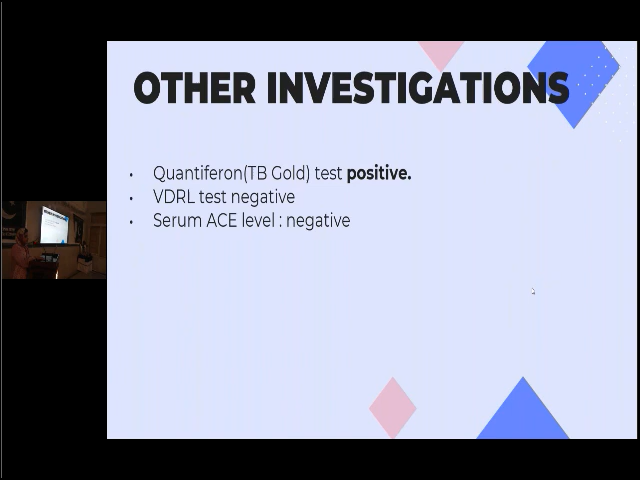 OTHER INVESTIGATIONS
• Quantiferon(TB Gold) test positive.
• VDRL test negative
• Serum ACE level : negative